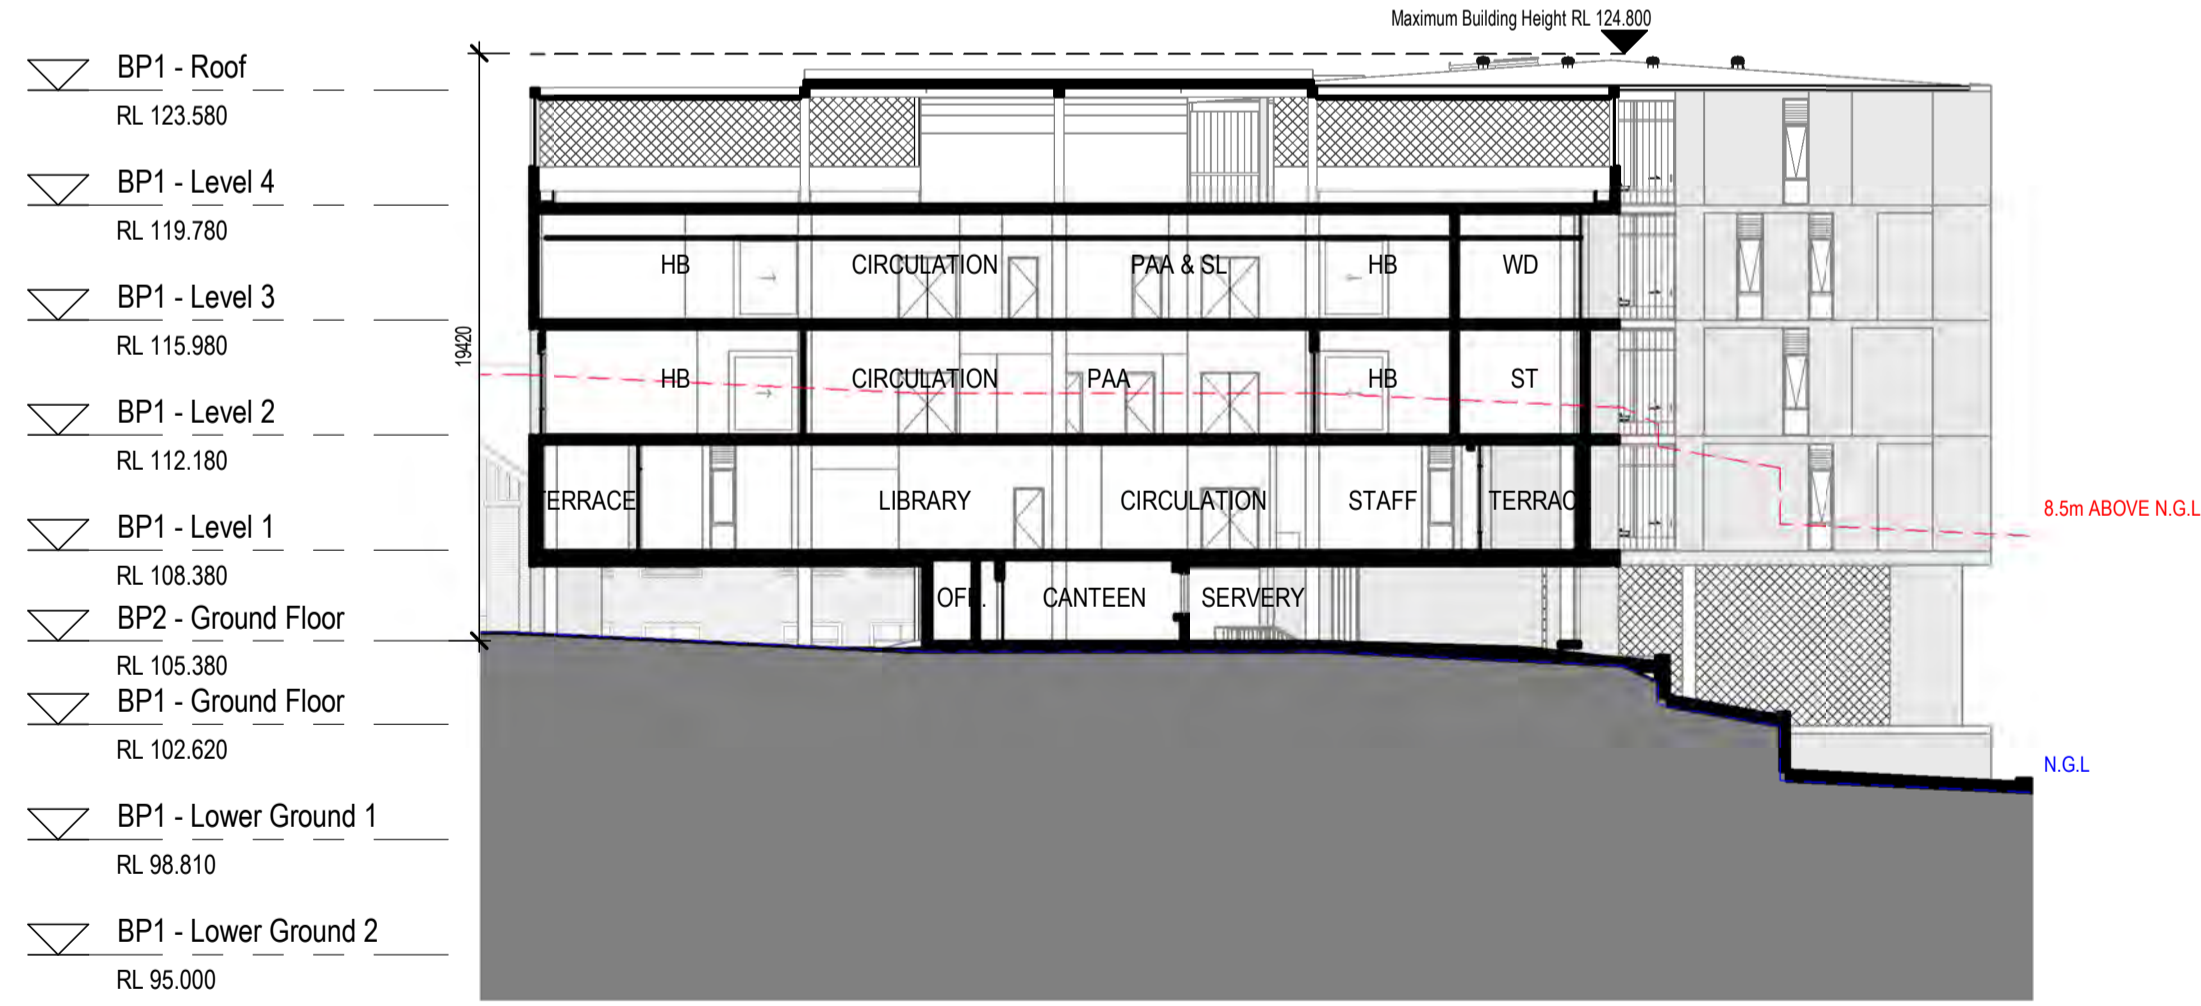 Maximum Building Height RL 124.800
BP1 - Roof
RL 123.580
BP1 - Level 4
RL 119.780
BP1 - Level 3
RL 115.980
BP1 - Level 2
RL 112.180
BP1 - Level 1
RL 108.380
BP2 - Ground Floor
RL 105.380
BP1 - Ground Floor
RL 102.620
BP1 - Lower Ground 1
RL 98.810
BP1 - Lower Ground 2
RL 95.000
19420
HB CIRCULATION PAA & SL HB WD
HB CIRCULATION PAA HB ST
TERRACE LIBRARY CIRCULATION STAFF TERRAC
OFF. CANTEEN SERVERY
8.5m ABOVE N.G.L
N.G.L